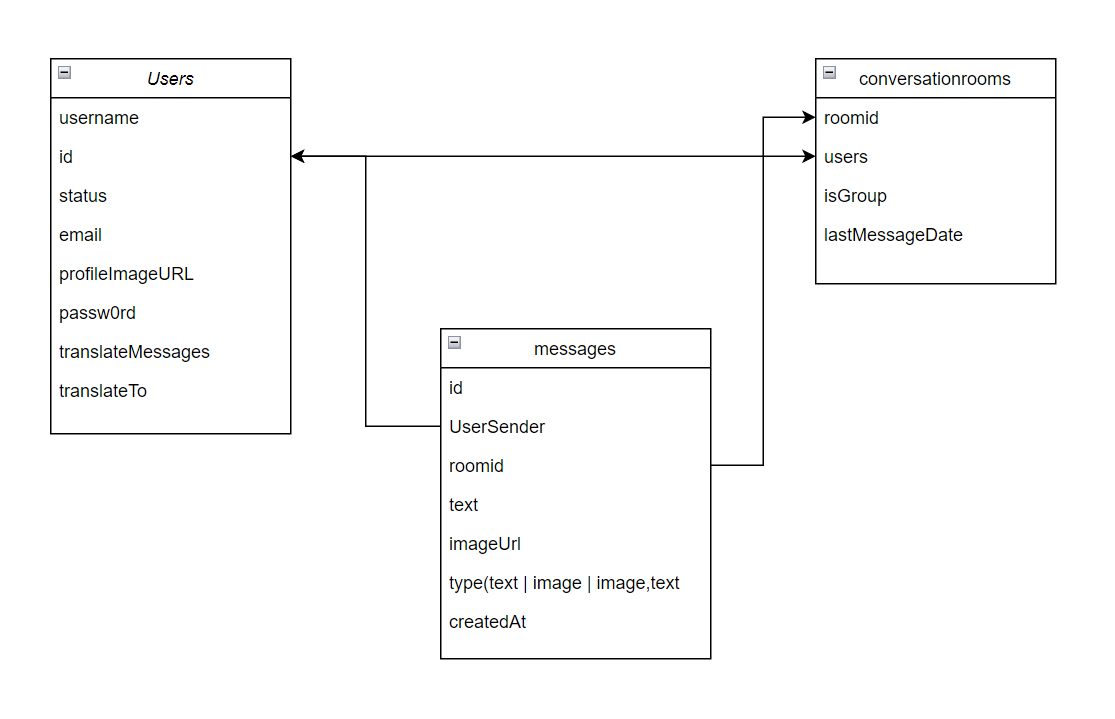 Users
username
id
status
email
profileImageURL
passw0rd
translateMessages
translateTo
conversationrooms
roomid
users
isGroup
lastMessageDate
messages
id
UserSender
roomid
text
imageUrl
type(text | image | image,text
createdAt